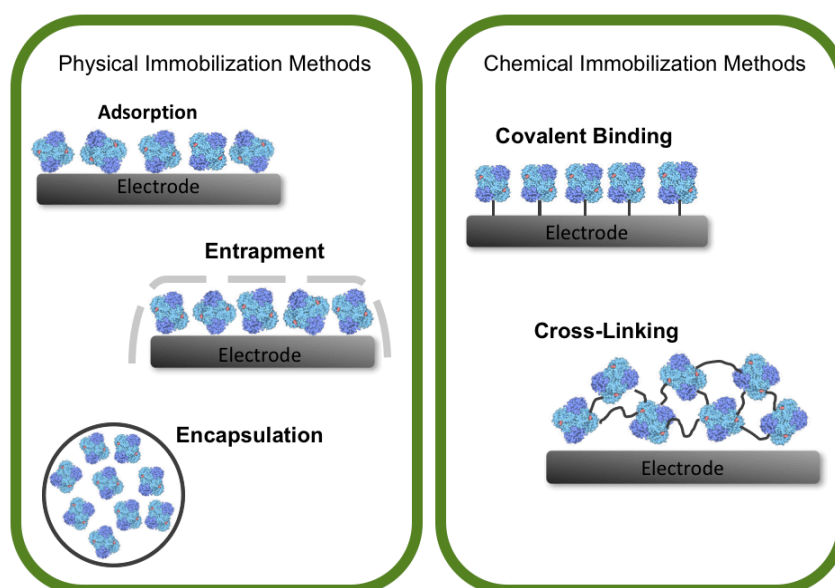 Physical Immobilization Methods
Adsorption
Electrode
Entrapment
Electrode
Encapsulation
Chemical Immobilization Methods
Covalent Binding
Electrode
Cross-Linking
Electrode